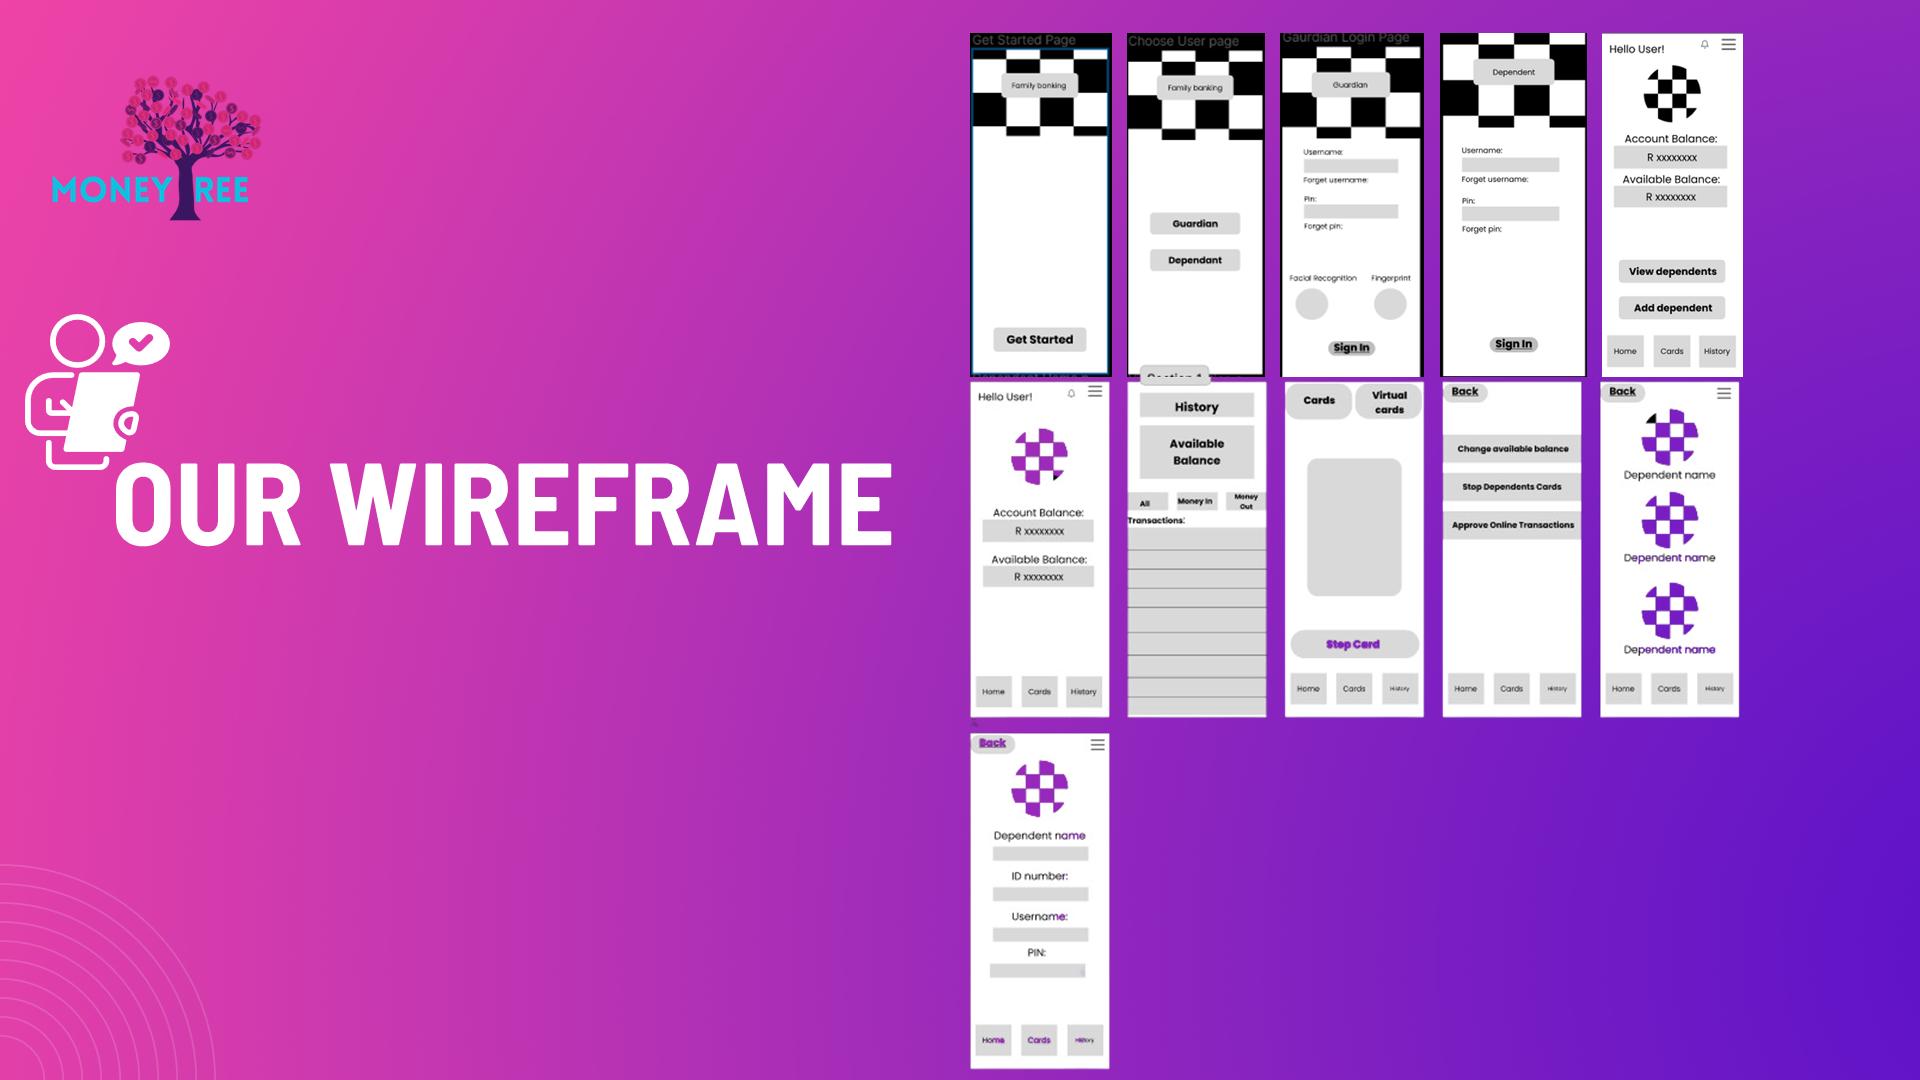 MONEY REE
OUR WIREFRAME
Get Started Page
Family banking
Get Started
Choose User page
Family banking
Guardian
Dependant
Gaurdian Login Page
Guardian
Username:
Forget username:
Pin:
Forget pin:
Facial Recognition Fingerprint
Sign In
Dependent
Username:
Forget username:
Pin:
Forget pin:
Sign In
Hello User!
Account Balance:
R xxxxxxxx
Available Balance:
R xxxxxxxx
View dependents
Add dependent
Home Cards History
Hello User!
Account Balance:
R xxxxxxxx
Available Balance:
R xxxxxxxx
Home Cards History
Section 1
History
Available
Balance
All Money In Money
Out
Transactions:
Cards Virtual
cards
Stop Card
Home Cards History
Back
Change available balance
Stop Dependents Cards
Approve Online Transactions
Home Cards History
Back
Dependent name
Dependent name
Dependent name
Home Cards History
Back
Dependent name
ID number:
Username:
PIN:
Home Cards History